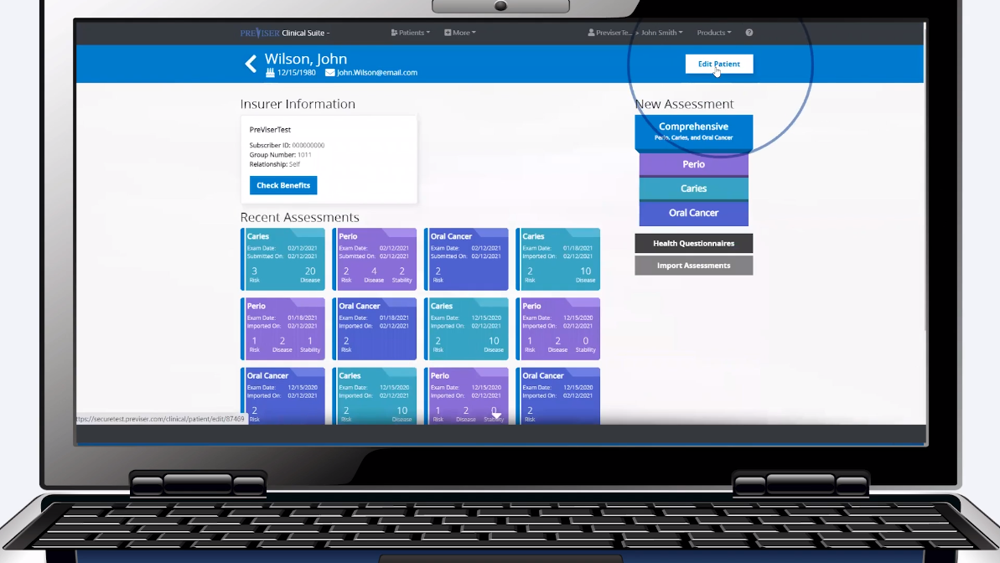 PREVISER Clinical Suite –
Patients
More
PreviserTe... > John Smith
Products
?
Wilson, John
12/15/1980 John.Wilson@email.com
Edit Patient
Insurer Information
PreViserTest
Subscriber ID: 000000000
Group Number: 1011
Relationship: Self
Check Benefits
New Assessment
Comprehensive
Perio, Caries, and Oral Cancer
Perio
Caries
Oral Cancer
Health Questionnaires
Import Assessments
Recent Assessments
Caries
Exam Date: 02/12/2021
Submitted On: 02/12/2021
3 20
Risk Disease
Perio
Exam Date: 02/12/2021
Submitted On: 02/12/2021
2 4 2
Risk Disease Stability
Oral Cancer
Exam Date: 02/12/2021
Submitted On: 02/12/2021
2
Risk
Caries
Exam Date: 01/18/2021
Imported On: 02/12/2021
2 10
Risk Disease
Perio
Exam Date: 01/18/2021
Imported On: 02/12/2021
1 2 1
Risk Disease Stability
Oral Cancer
Exam Date: 01/18/2021
Imported On: 02/12/2021
2
Risk
Caries
Exam Date: 12/15/2020
Imported On: 02/12/2021
2 10
Risk Disease
Perio
Exam Date: 12/15/2020
Imported On: 02/12/2021
1 2 0
Risk Disease Stability
Oral Cancer
Exam Date: 12/15/2020
Imported On: 02/12/2021
2
Caries
Exam Date: 12/15/2020
Imported On: 02/12/2021
2 10
Risk Disease
Perio
Exam Date: 12/15/2020
Imported On: 02/12/2021
1 2 0
Risk Disease Stability
Oral Cancer
Exam Date: 12/15/2020
Imported On: 02/12/2021
2
Risk
ttps://securetest.previser.com/clinical/patient/edit/87469